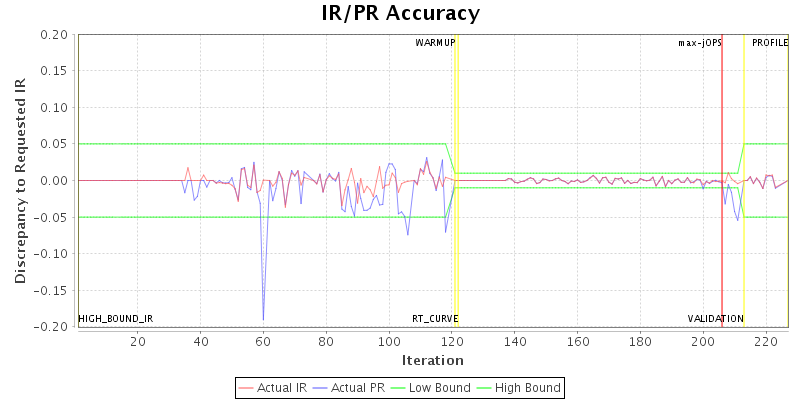 IR/PR Accuracy
Discrepancy to Requested IR
0.20
0.15
0.10
0.05
0.00
-0.05
-0.10
-0.15
-0.20
WARMUP
max-jOPS
PROFILE
HIGH_BOUND_IR
RT_CURVE
VALIDATION
20 40 60 80 100 120 140 160 180 200 220
Iteration
Actual IR Actual PR Low Bound High Bound